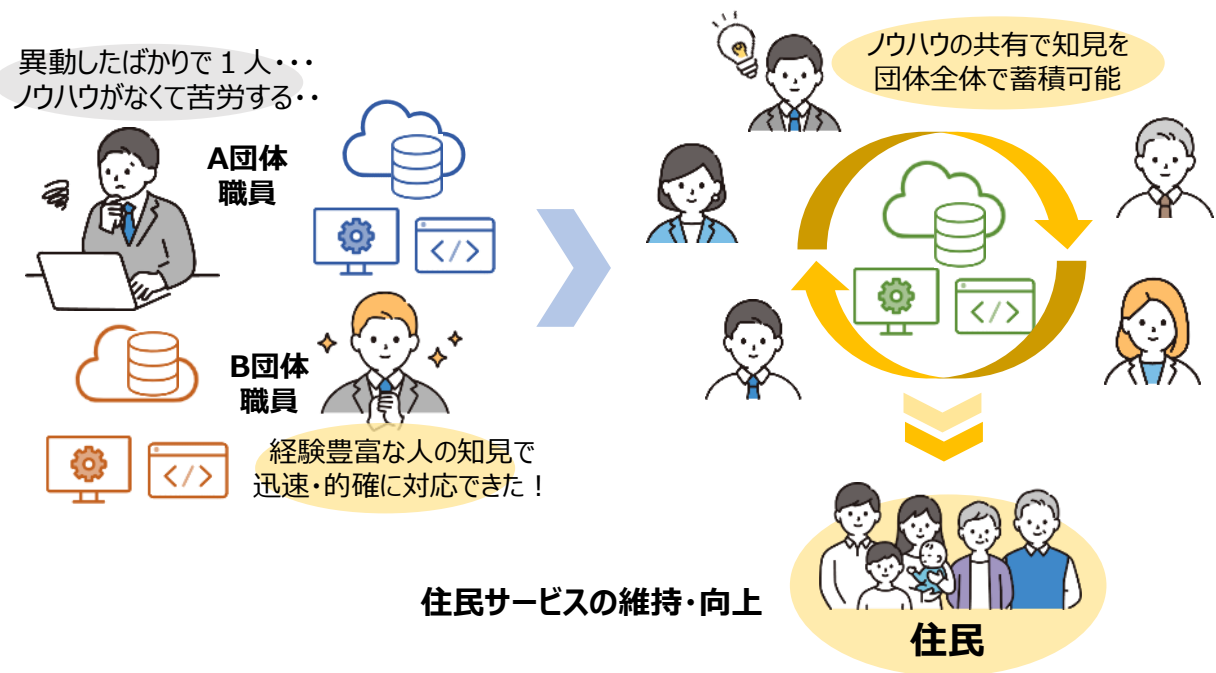 異動したばかりで1人・・・
ノウハウがなくて苦労する・・
A団体
職員
</>
B団体
職員
</>
経験豊富な人の知見で
迅速・的確に対応できた！
ノウハウの共有で知見を
団体全体で蓄積可能
</>
住民サービスの維持・向上
住民